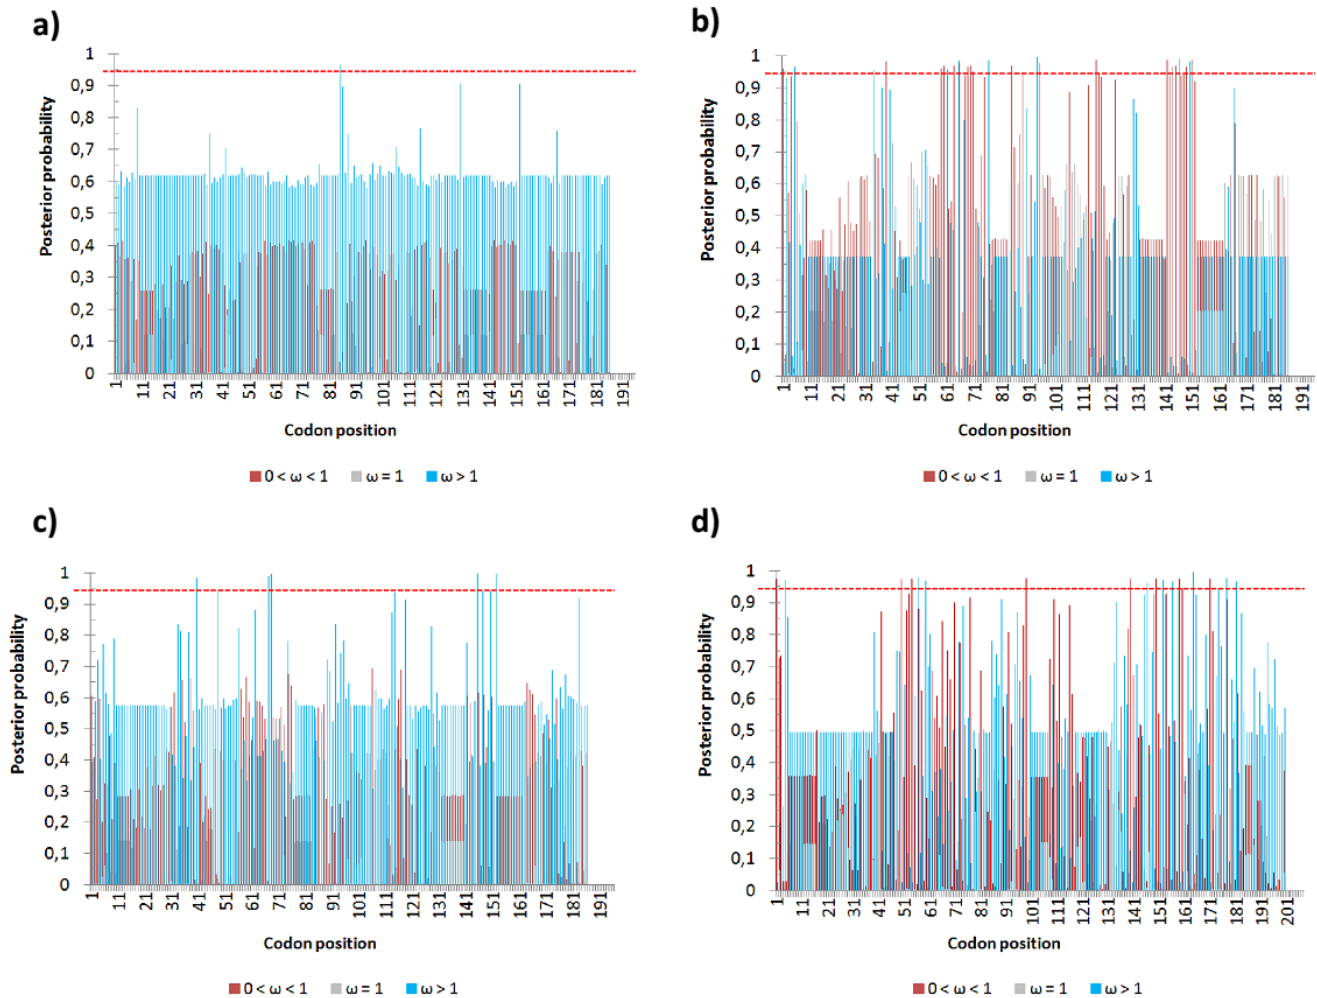 a)
1
0,9
0,8
0,7
0,6
0,5
0,4
0,3
0,2
0,1
0
Posterior probability
1 11 21 31 41 51 61 71 81 91 101 111 121 131 141 151 161 171 181 191
Codon position
0 < ω < 1 ω = 1 ω > 1
b)
1
0,9
0,8
0,7
0,6
0,5
0,4
0,3
0,2
0,1
0
Posterior probability
1 11 21 31 41 51 61 71 81 91 101 111 121 131 141 151 161 171 181 191
Codon position
0 < ω < 1 ω = 1 ω > 1
c)
1
0,9
0,8
0,7
0,6
0,5
0,4
0,3
0,2
0,1
0
Posterior probability
1 11 21 31 41 51 61 71 81 91 101 111 121 131 141 151 161 171 181 191
Codon position
0 < ω < 1 ω = 1 ω > 1
d)
1
0,9
0,8
0,7
0,6
0,5
0,4
0,3
0,2
0,1
0
Posterior probability
1 11 21 31 41 51 61 71 81 91 101 111 121 131 141 151 161 171 181 191 201
Codon position
0 < ω < 1 ω = 1 ω > 1